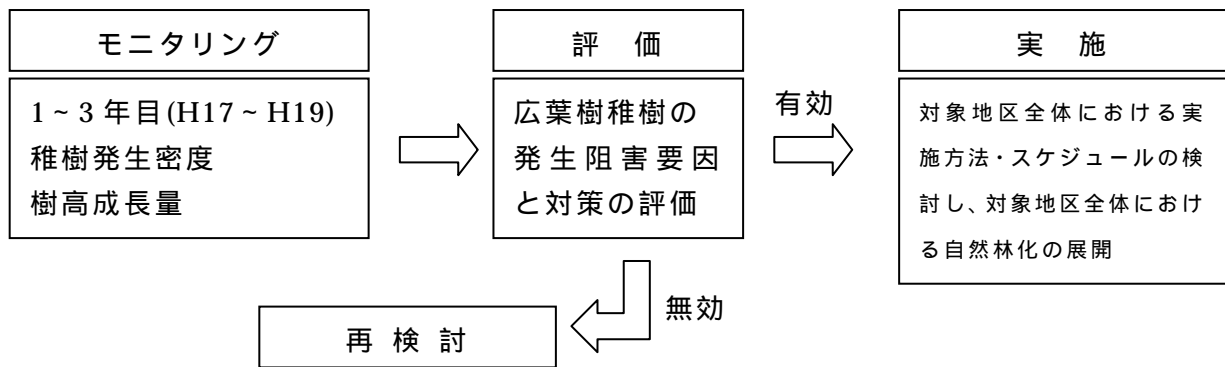 モニタリング
1~3年目(H17~H19)
稚樹発生密度
樹高成長量
評 価
広葉樹稚樹の
発生阻害要因
と対策の評価
有効
実 施
対象地区全体における実
施方法・スケジュールの検
討し、対象地区全体におけ
る自然林化の展開
無効
再 検 討